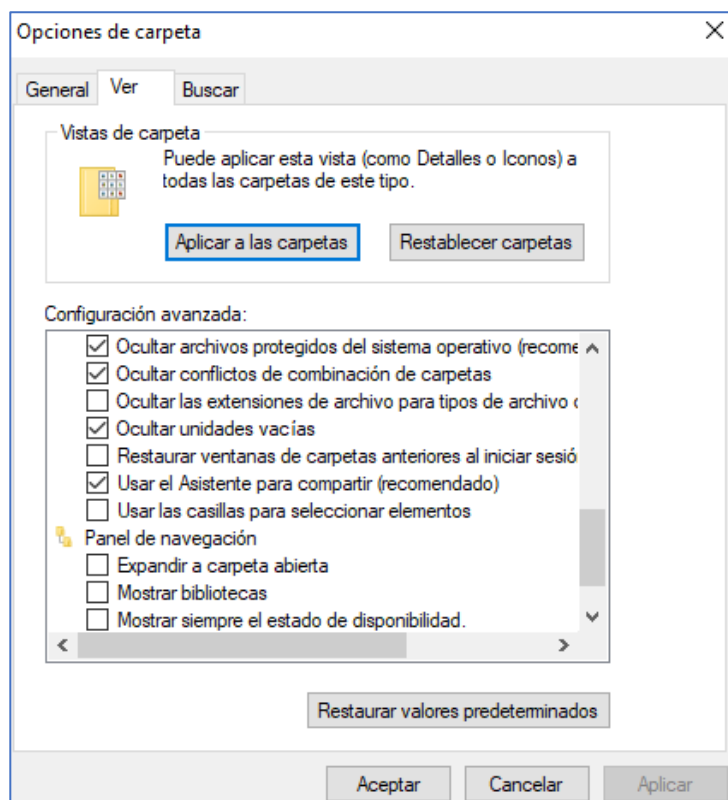 Opciones de carpeta
General
Ver
Buscar
Vistas de carpeta
Puede aplicar esta vista (como Detalles o Iconos) a
todas las carpetas de este tipo.
Aplicar a las carpetas
Restablecer carpetas
Configuración avanzada:
Ocultar archivos protegidos del sistema operativo (recome
Ocultar conflictos de combinación de carpetas
Ocultar las extensiones de archivo para tipos de archivo c
Ocultar unidades vacías
Restaurar ventanas de carpetas anteriores al iniciar sesió
Usar el Asistente para compartir (recomendado)
Usar las casillas para seleccionar elementos
Panel de navegación
Expandir a carpeta abierta
Mostrar bibliotecas
Mostrar siempre el estado de disponibilidad.
Restaurar valores predeterminados
Aceptar
Cancelar
Aplicar